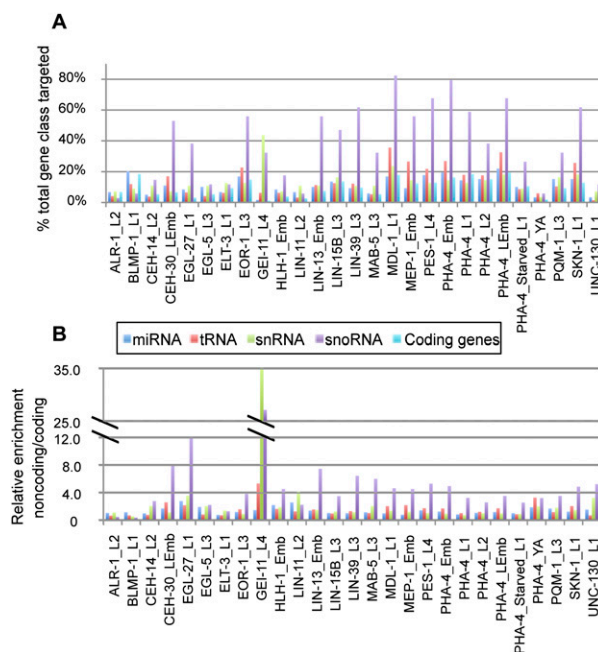 A
% total gene class targeted
80%
60%
40%
20%
0%
ALR-1_L2
BLMP-1_L1
CEH-14_L2
CEH-30_LEmb
EGL-27_L1
EGL-5_L3
ELT-3_L1
EOR-1_L3
GEI-11_L4
HLH-1_Emb
LIN-11_L2
LIN-13_Emb
LIN-15B_L3
LIN-39_L3
MAB-5_L3
MDL-1_L1
MEP-1_Emb
PES-1_L4
PHA-4_Emb
PHA-4_L1
PHA-4_L2
PHA-4_LEmb
PHA-4_Starved_L1
PHA-4_YA
PQM-1_L3
SKN-1_L1
UNC-130_L1
B
miRNA tRNA snRNA snoRNA Coding genes
Relative enrichment
noncoding/coding
35.0
25.0
12.0
8.0
4.0
0.0
ALR-1_L2
BLMP-1_L1
CEH-14_L2
CEH-30_LEmb
EGL-27_L1
EGL-5_L3
ELT-3_L1
EOR-1_L3
GEI-11_L4
HLH-1_Emb
LIN-11_L2
LIN-13_Emb
LIN-15B_L3
LIN-39_L3
MAB-5_L3
MDL-1_L1
MEP-1_Emb
PES-1_L4
PHA-4_Emb
PHA-4_L1
PHA-4_L2
PHA-4_LEmb
PHA-4_Starved_L1
PHA-4_YA
PQM-1_L3
SKN-1_L1
UNC-130_L1